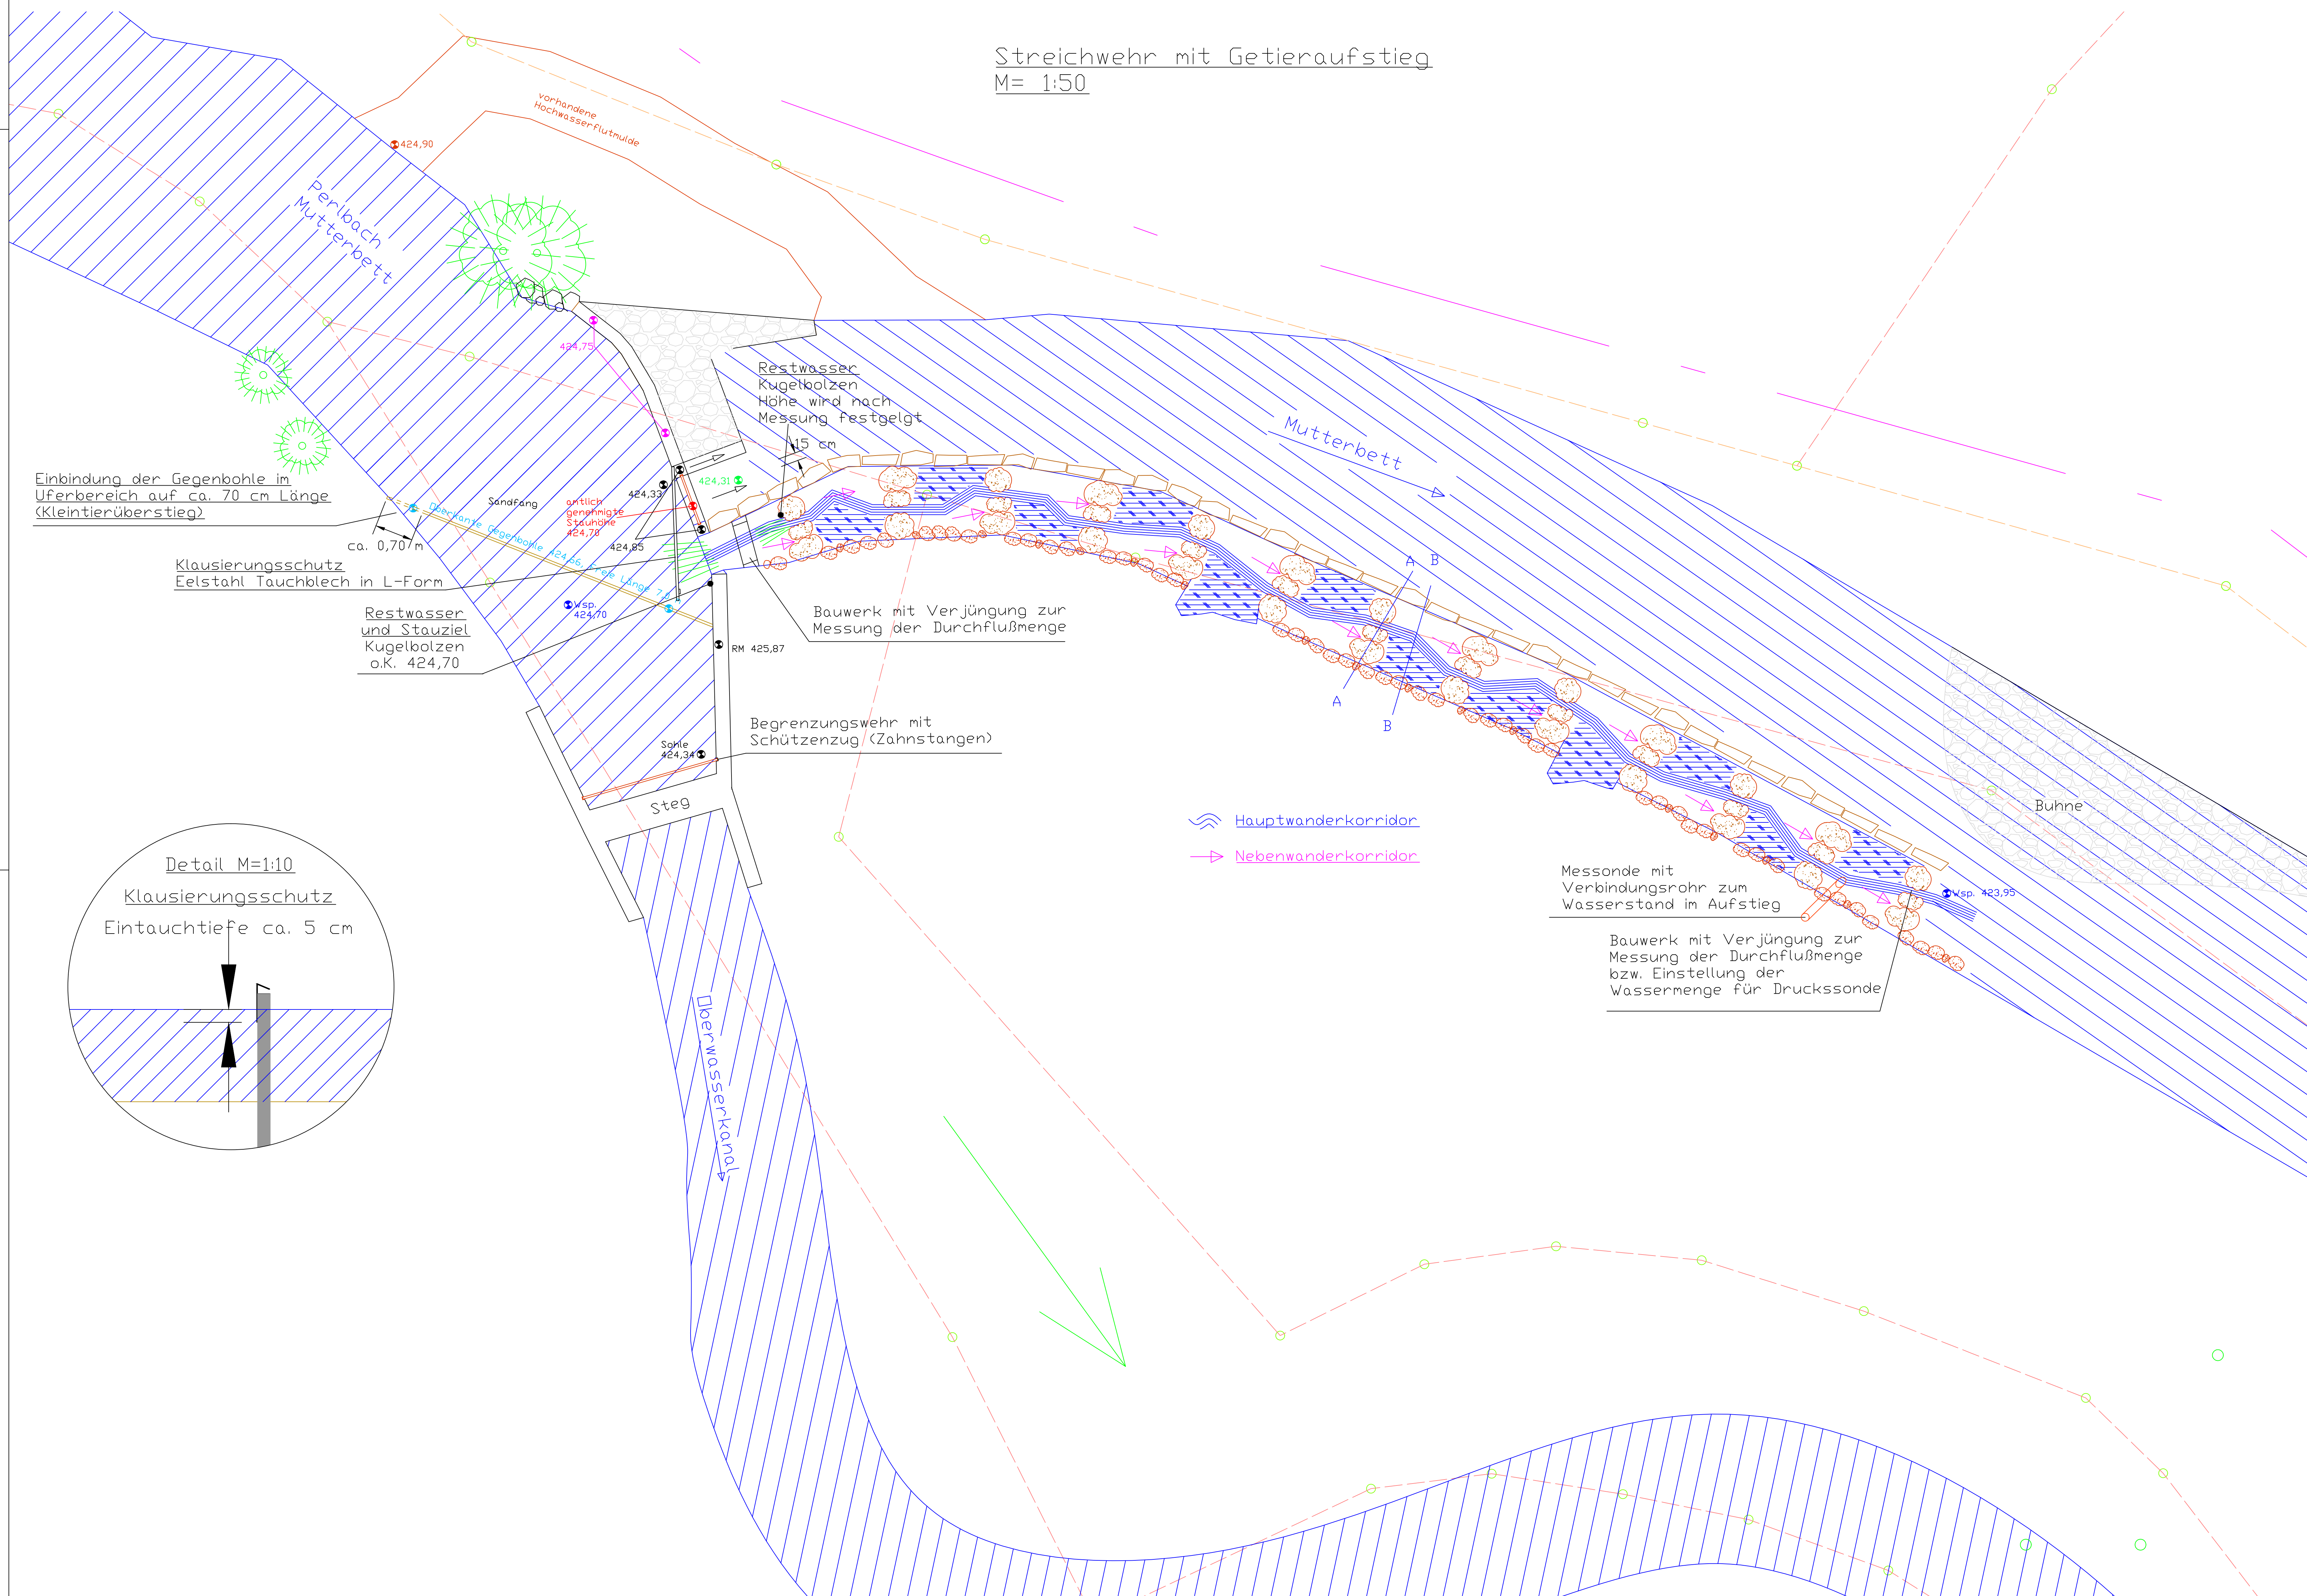 Streichwehr mit Getieraufstieg
M= 1:50
vorhandene
Hochwasserflutmulde
424,90
Perlbach
Mutterbett
424,75
Restwasser
Kugelbolzen
Höhe wird nach
Messung festgelgt
15 cm
Mutterbett
Einbindung der Gegenbohle im
Uferbereich auf ca. 70 cm Länge
(Kleintierüberstieg)
Sandfang
424,33
424,31
amtlich
genehmigte
Stauhöhe
424,70
424,85
Oberkante Gegenbohle 424,66, freie Länge
ca. 0,70 m
Klausierungsschutz
Eelstahl Tauchblech in L-Form
Wsp.
424,70
Restwasser
und Stauziel
Kugelbolzen
o.K. 424,70
Bauwerk mit Verjüngung zur
Messung der Durchflußmenge
RM 425,87
A
B
A
B
Begrenzungswehr mit
Schützenzug (Zahnstangen)
Sohle
424,34
Steg
Buhne
Hauptwanderkorridor
Nebenwanderkorridor
Detail M=1:10
Klausierungsschutz
Eintauchtiefe ca. 5 cm
Messonde mit
Verbindungsrohr zum
Wasserstand im Aufstieg
Wsp. 423,95
Bauwerk mit Verjüngung zur
Messung der Durchflußmenge
bzw. Einstellung der
Wassermenge für Druckssonde
Oberwasserkanal